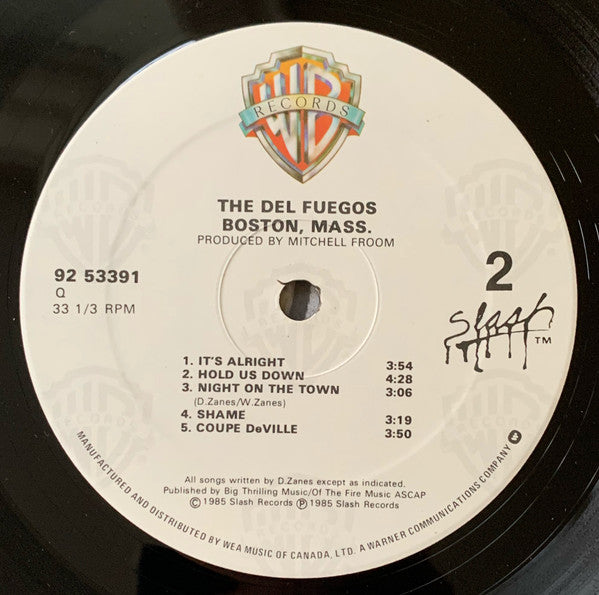 WB
RECORDS
THE DEL FUEGOS
BOSTON, MASS.
PRODUCED BY MITCHELL FROOM
92 53391
Q
33 1/3 RPM
2
slash
TM
1. IT'S ALRIGHT 3:54
2. HOLD US DOWN 4:28
3. NIGHT ON THE TOWN 3:06
(D.Zanes/W.Zanes)
4. SHAME 3:19
5. COUPE DeVILLE 3:50
All songs written by D.Zanes except as indicated.
Published by Big Thrilling Music/Of The Fire Music ASCAP
© 1985 Slash Records ℗ 1985 Slash Records
MANUFACTURED AND DISTRIBUTED BY WEA MUSIC OF CANADA, LTD. A WARNER COMMUNICATIONS COMPANY